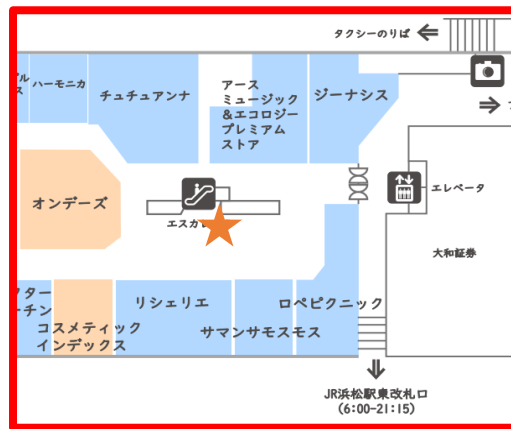 タクシーのりば
ハーモニカ
チュチュアンナ
アース
ミュージック
&エコロジー
プレミアム
ストア
ジーナシス
オンデーズ
エレベータ
大和証券
リシェリエ
ロペピクニック
コスメティック
インデックス
サマンサモスモス
JR浜松駅東改札口
(6:00-21:15)